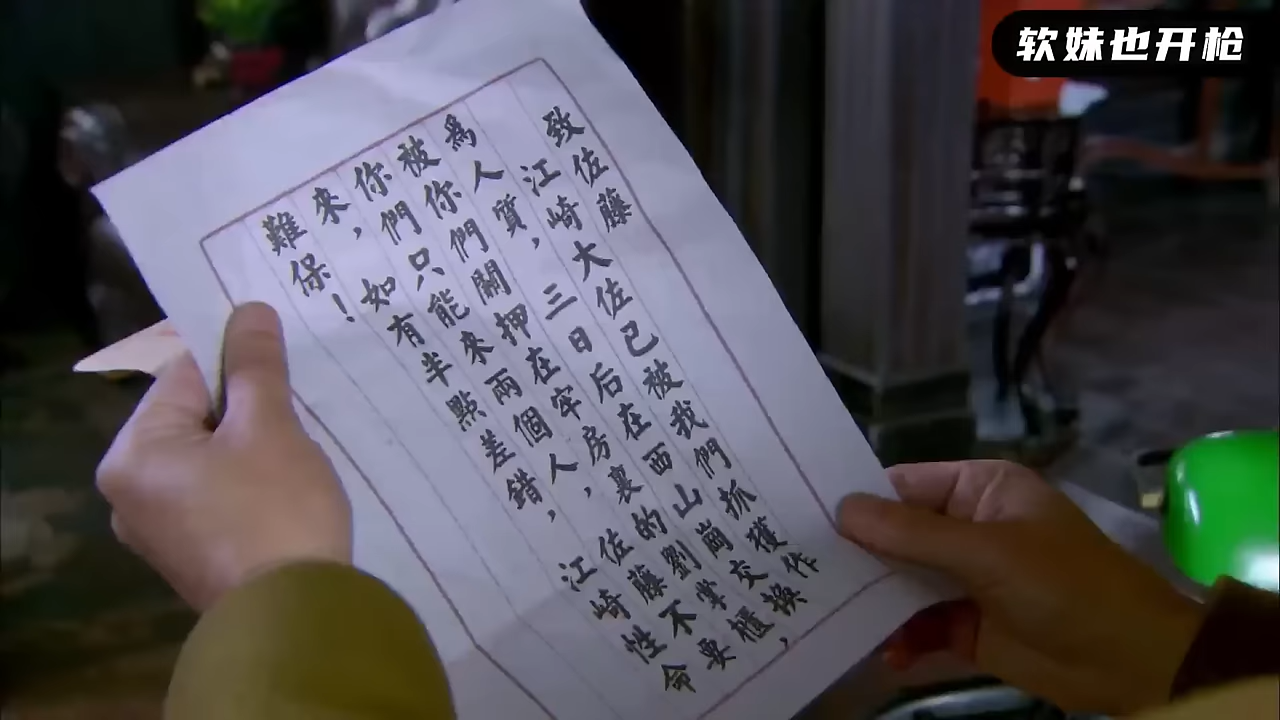 致佐藤
江崎大佐已被我們抓獲作
爲人質，三日后在西山崗交換，
被你們關押在牢房裏的劉掌櫃
你們只能來兩個人，佐藤不要
來，如有半點差錯，江崎性命
難保！
软妹也开枪